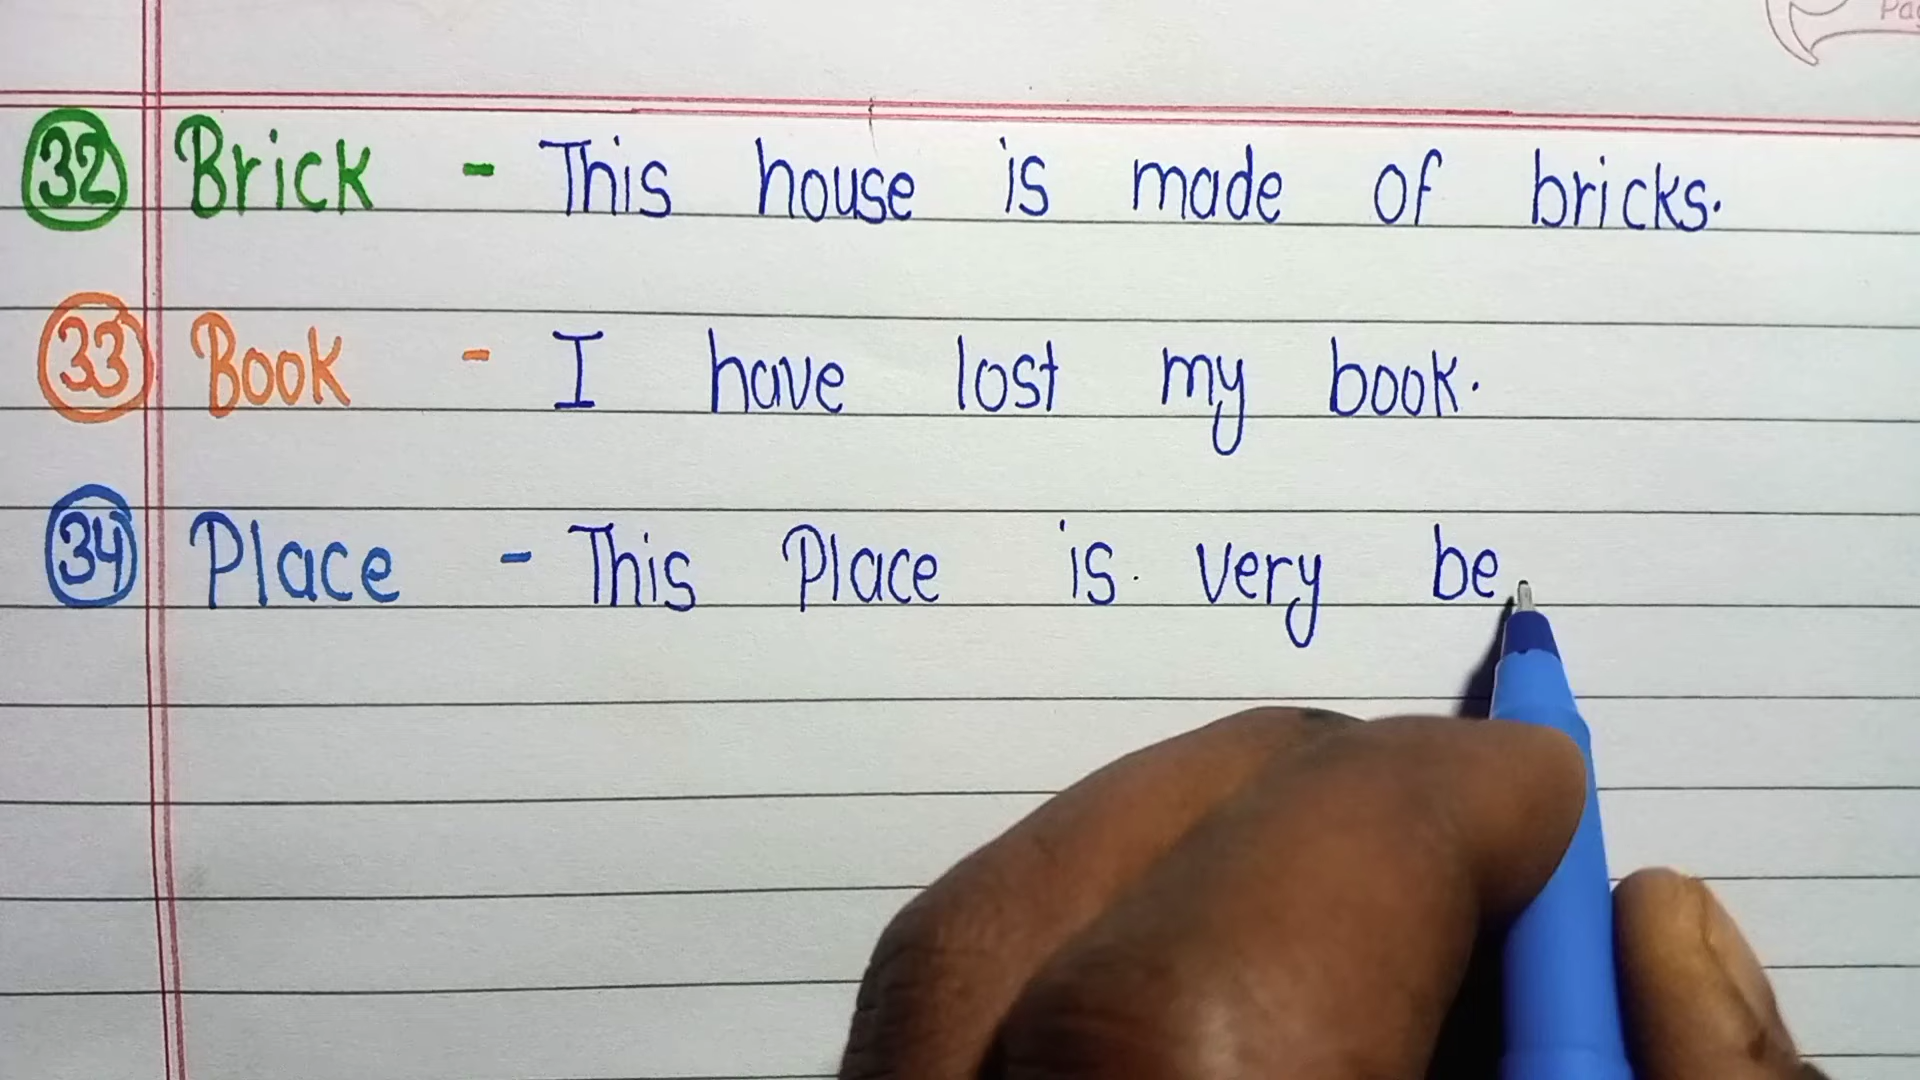 Pag
32 Brick - This house is made of bricks.
33 Book - I have lost my book.
34 Place - This Place is. very be